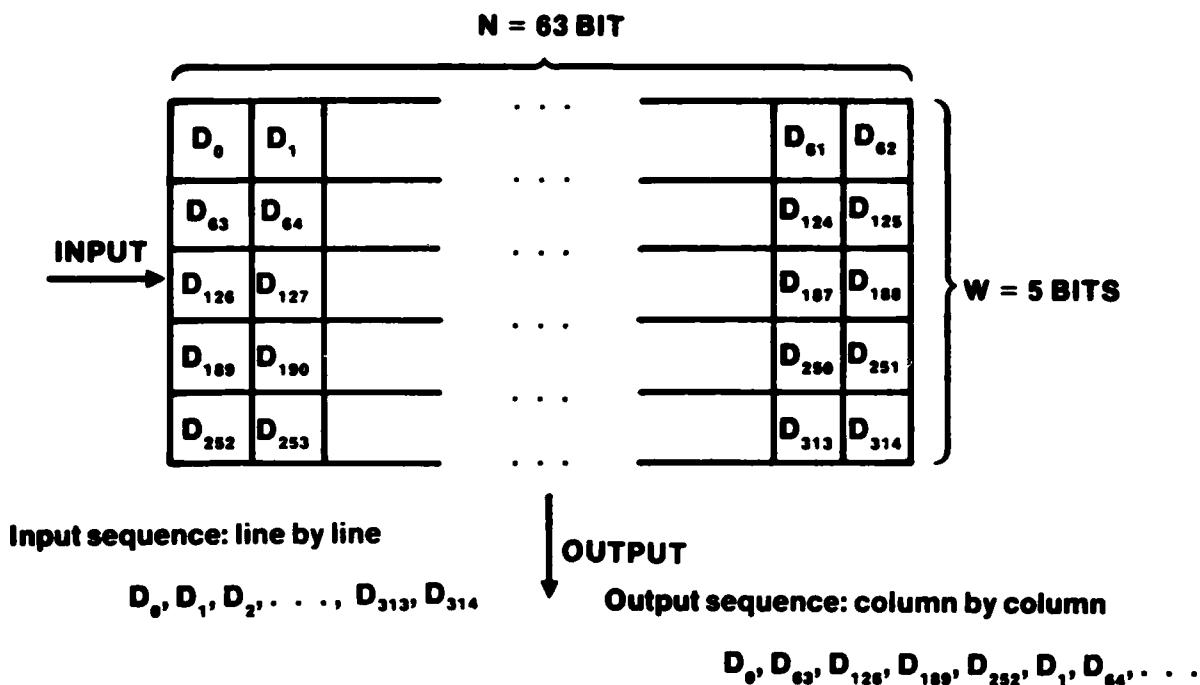 N = 63 BIT
D₀ D₁ . . . D₆₁ D₆₂
D₆₃ D₆₄ . . . D₁₂₄ D₁₂₅
INPUT
D₁₂₆ D₁₂₇ . . . D₁₈₇ D₁₈₈
W = 5 BITS
D₁₈₉ D₁₉₀ . . . D₂₅₀ D₂₅₁
D₂₅₂ D₂₅₃ . . . D₃₁₃ D₃₁₄
. . .
Input sequence: line by line
OUTPUT
D₀, D₁, D₂, . . . , D₃₁₃, D₃₁₄
Output sequence: column by column
D₀, D₆₃, D₁₂₆, D₁₈₉, D₂₅₂, D₁, D₆₄, . . .